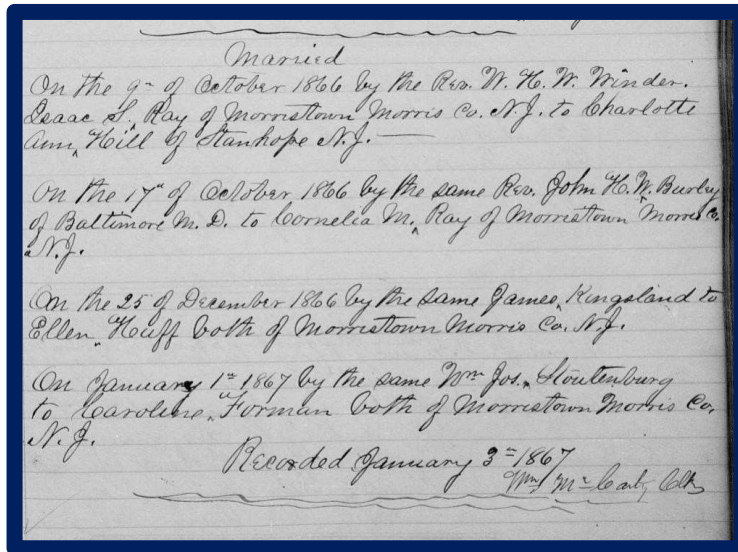 Married
On the 9th of October 1866 by the Rev. W. H. W. Winder.
Isaac S. Ray of Morristown Morris Co. N.J. to Charlotte
Ann Hill of Stanhope N.J.
On the 17" of October 1866 by the same Rev. John H. W. Burley
of Baltimore M. D. to Cornelia M. Ray of Morristown Morris Co.
N.J.
On the 25 of December 1866 by the same James Kingsland to
Ellen Huff both of Morristown Morris Co. N.J.
On January 1st 1867 by the same Wm Jos. Stoutenburg
to Caroline Forman both of Morristown Morris Co.
N.J.
Recorded January 3d 1867
Wm Mc Carty Clk